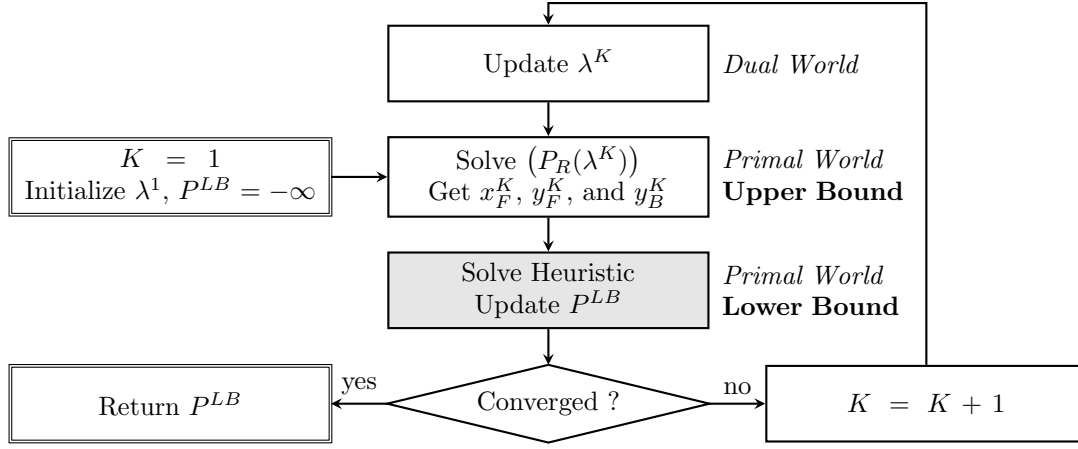 Update λ^K
Dual World
K = 1
Initialize λ^1, P^{LB} = −∞
Solve (P_R(λ^K))
Get x_F^K, y_F^K, and y_B^K
Primal World
Upper Bound
Solve Heuristic
Update P^{LB}
Primal World
Lower Bound
Return P^{LB}
yes
Converged ?
no
K = K + 1